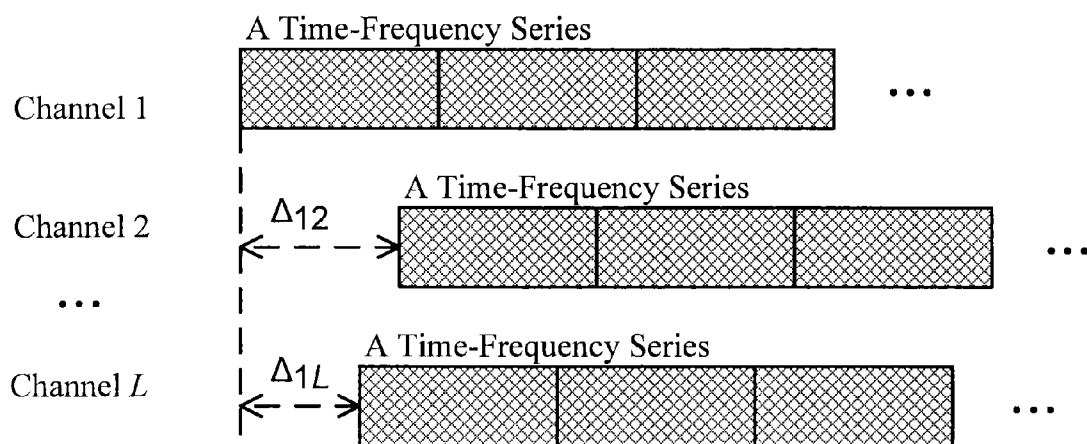 A Time-Frequency Series
Channel 1
...
A Time-Frequency Series
Channel 2
Δ12
...
...
A Time-Frequency Series
Channel L
Δ1L
...